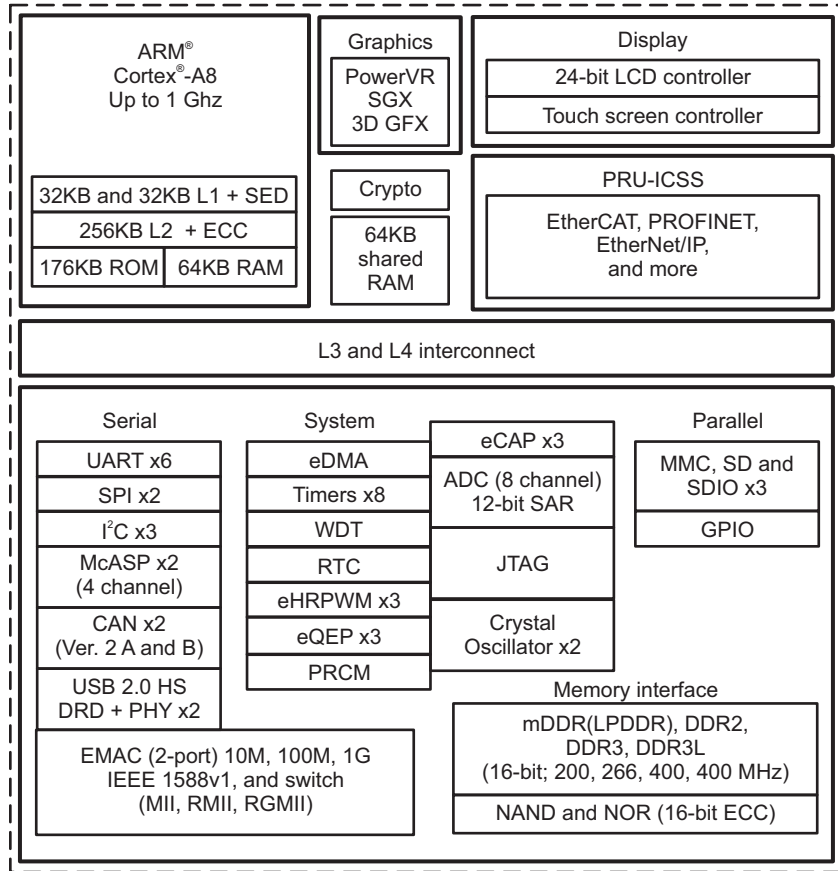 ARM®
Cortex®-A8
Up to 1 Ghz
32KB and 32KB L1 + SED
256KB L2 + ECC
176KB ROM
64KB RAM
Graphics
PowerVR
SGX
3D GFX
Crypto
64KB
shared
RAM
Display
24-bit LCD controller
Touch screen controller
PRU-ICSS
EtherCAT, PROFINET,
EtherNet/IP,
and more
L3 and L4 interconnect
Serial
UART x6
SPI x2
I²C x3
McASP x2
(4 channel)
CAN x2
(Ver. 2 A and B)
USB 2.0 HS
DRD + PHY x2
EMAC (2-port) 10M, 100M, 1G
IEEE 1588v1, and switch
(MII, RMII, RGMII)
System
eDMA
Timers x8
WDT
RTC
eHRPWM x3
eQEP x3
PRCM
eCAP x3
ADC (8 channel)
12-bit SAR
JTAG
Crystal
Oscillator x2
Parallel
MMC, SD and
SDIO x3
GPIO
Memory interface
mDDR(LPDDR), DDR2,
DDR3, DDR3L
(16-bit; 200, 266, 400, 400 MHz)
NAND and NOR (16-bit ECC)